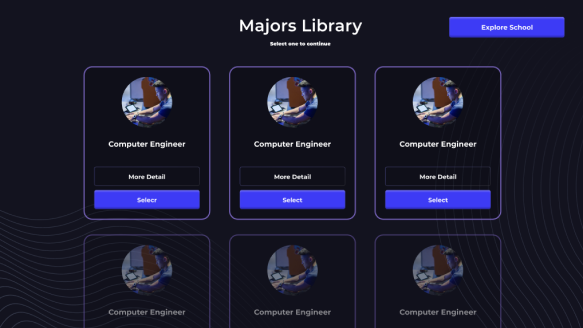 Majors Library
Explore School
Select one to continue
Computer Engineer Computer Engineer Computer Engineer
More Detail More Detail More Detail
Selecr Select Select
Computer Engineer Computer Engineer Computer Engineer